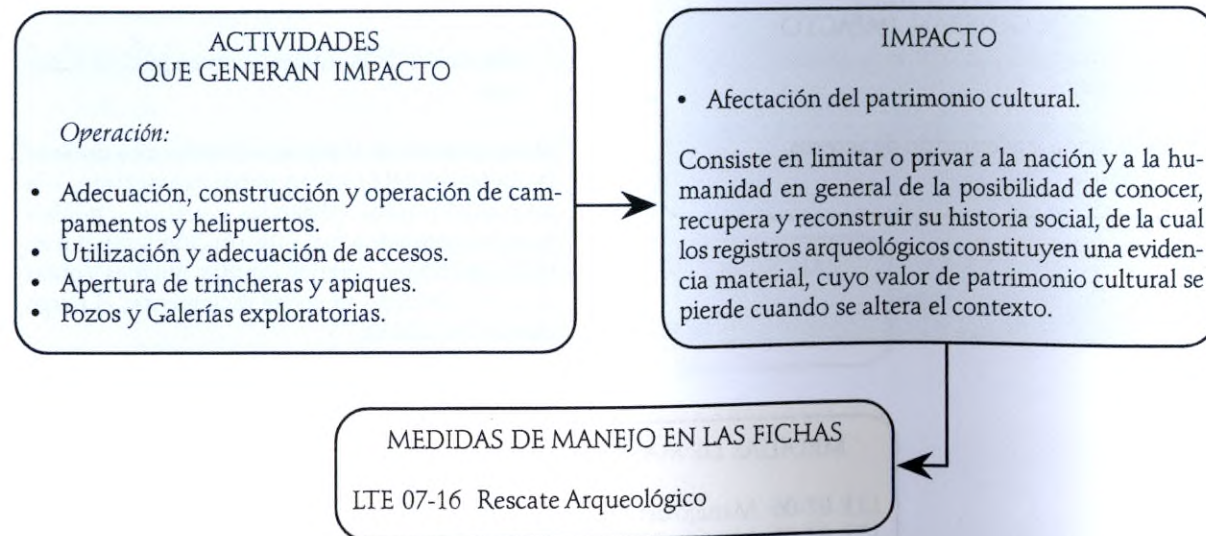 ACTIVIDADES
QUE GENERAN IMPACTO
Operación:
• Adecuación, construcción y operación de cam-
pamentos y helipuertos.
• Utilización y adecuación de accesos.
• Apertura de trincheras y apiques.
• Pozos y Galerías exploratorias.
IMPACTO
• Afectación del patrimonio cultural.
Consiste en limitar o privar a la nación y a la hu-
manidad en general de la posibilidad de conocer,
recupera y reconstruir su historia social, de la cual
los registros arqueológicos constituyen una eviden-
cia material, cuyo valor de patrimonio cultural se
pierde cuando se altera el contexto.
MEDIDAS DE MANEJO EN LAS FICHAS
LTE 07-16 Rescate Arqueológico